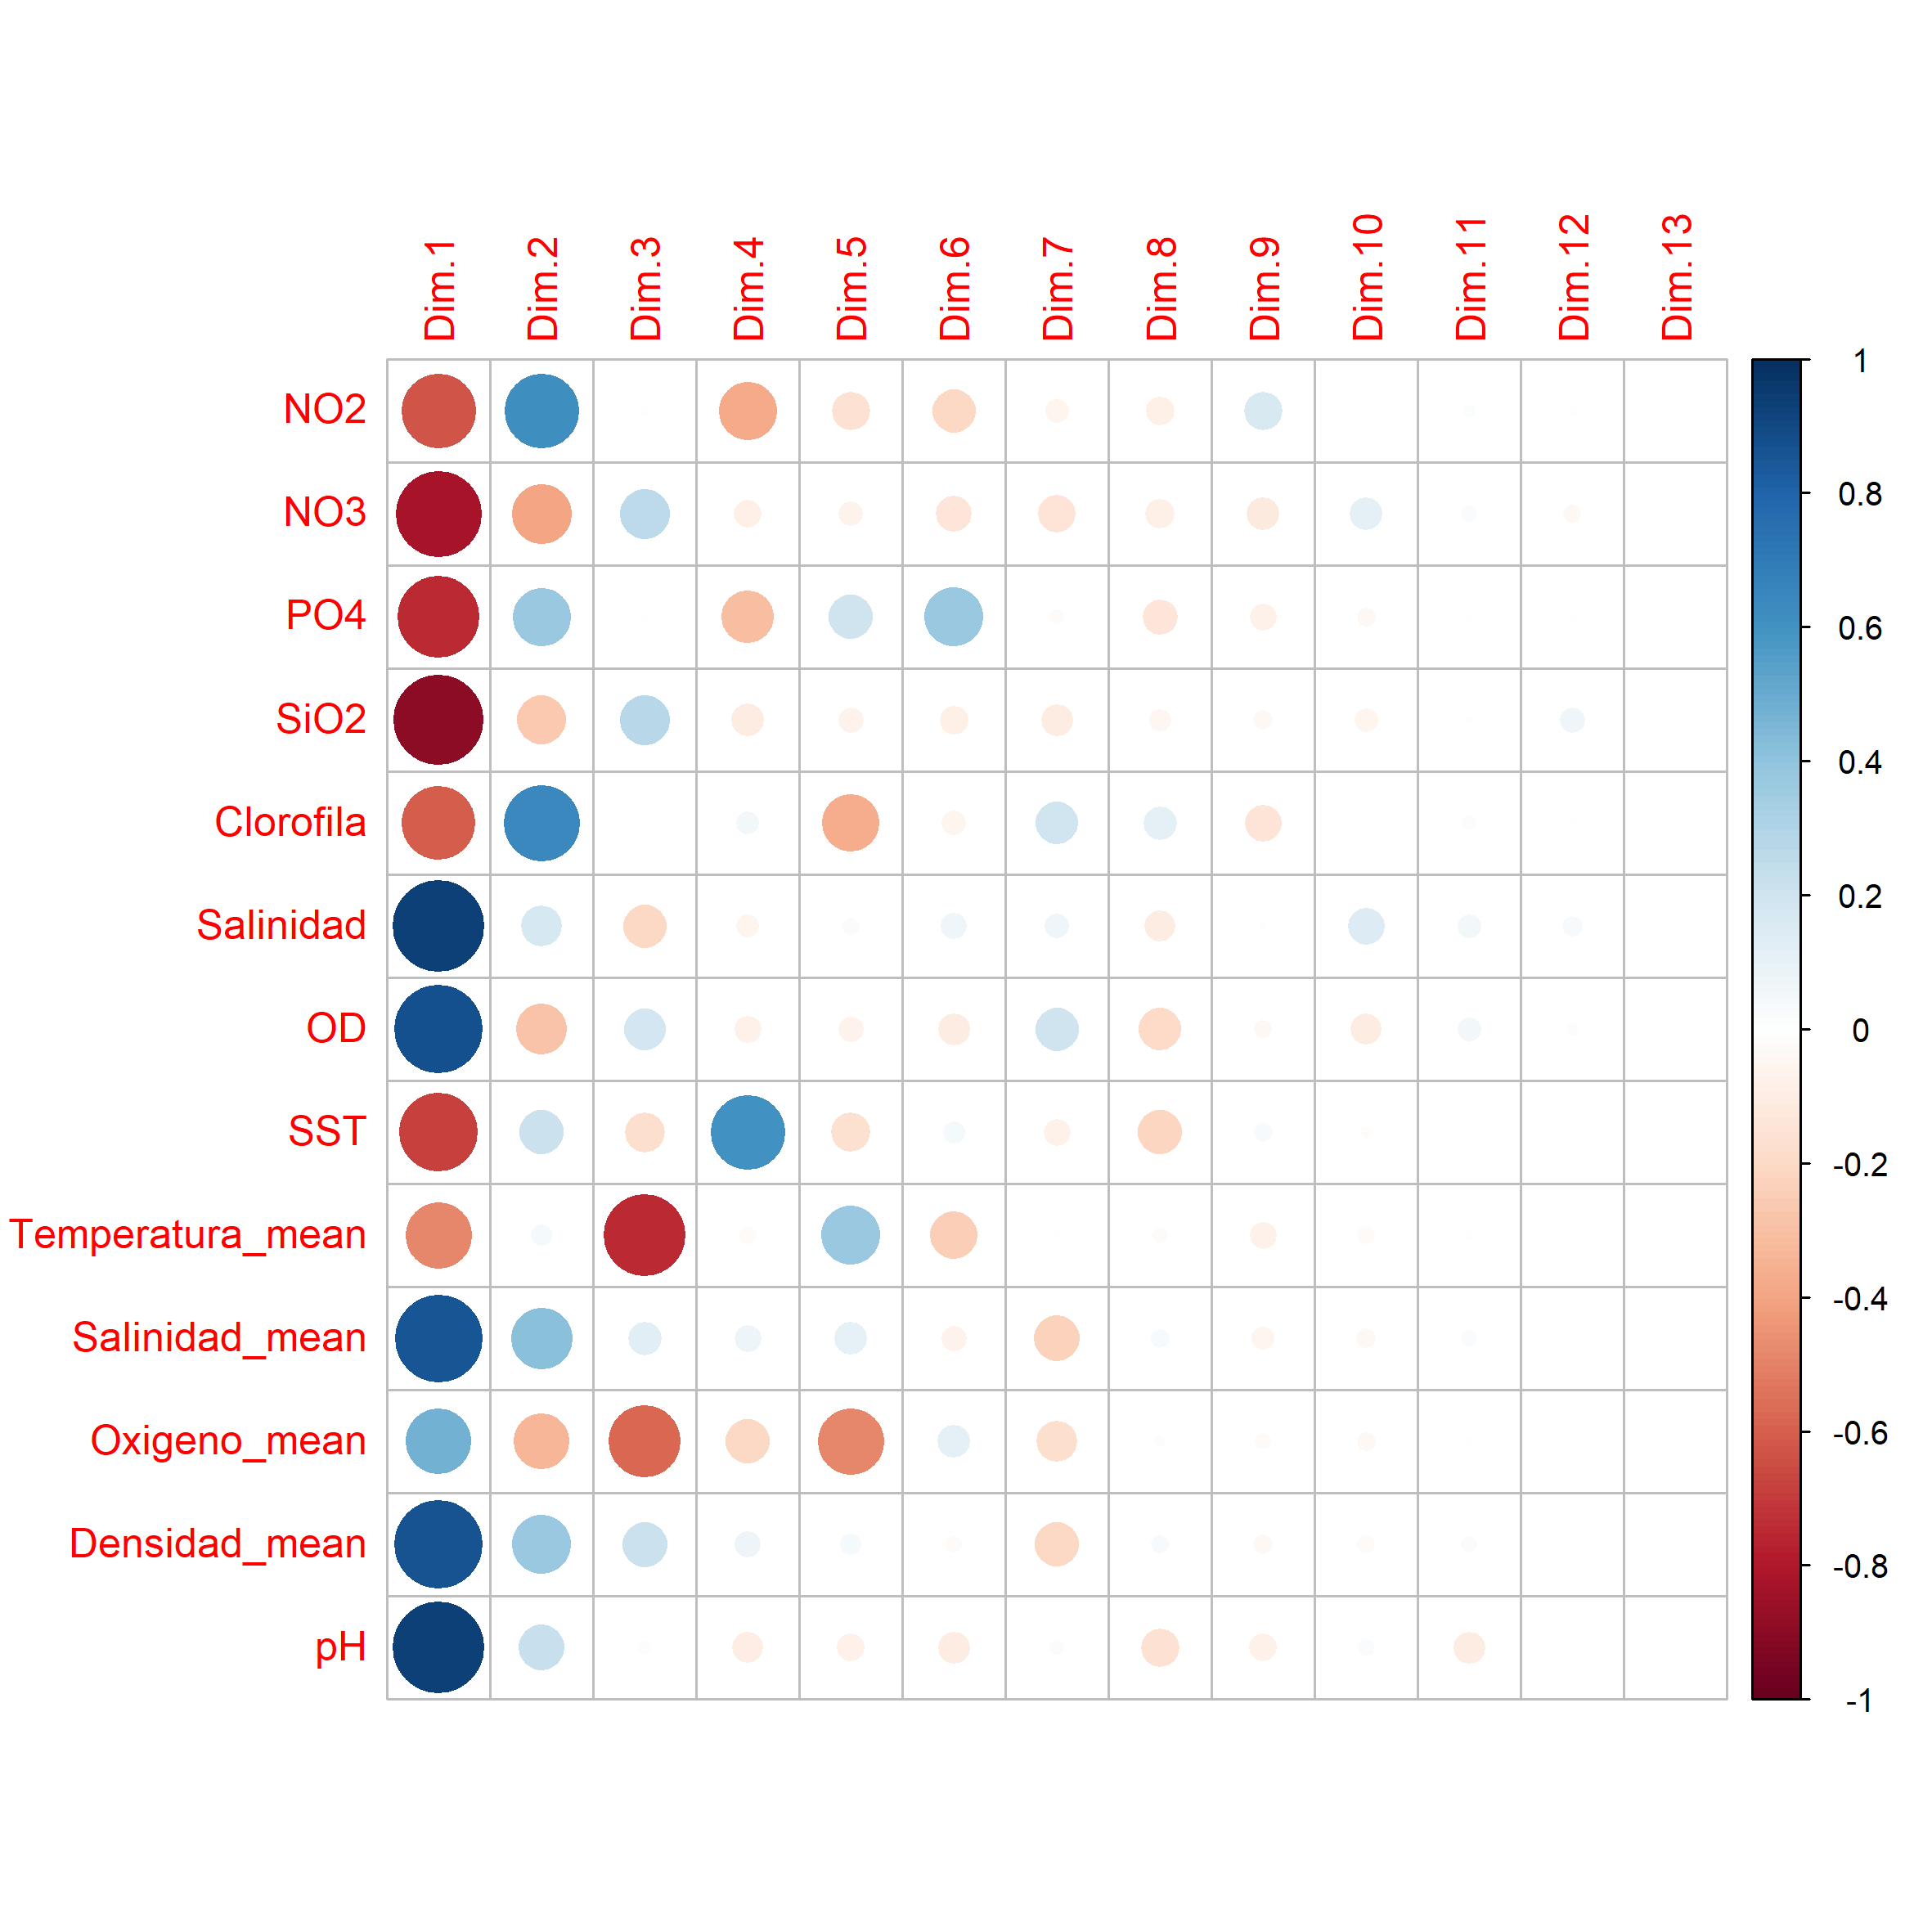 Dim.1
Dim.2
Dim.3
Dim.4
Dim.5
Dim.6
Dim.7
Dim.8
Dim.9
Dim.10
Dim.11
Dim.12
Dim.13
NO2
NO3
PO4
SiO2
Clorofila
Salinidad
OD
SST
Temperatura_mean
Salinidad_mean
Oxigeno_mean
Densidad_mean
pH
1
0.8
0.6
0.4
0.2
0
-0.2
-0.4
-0.6
-0.8
-1